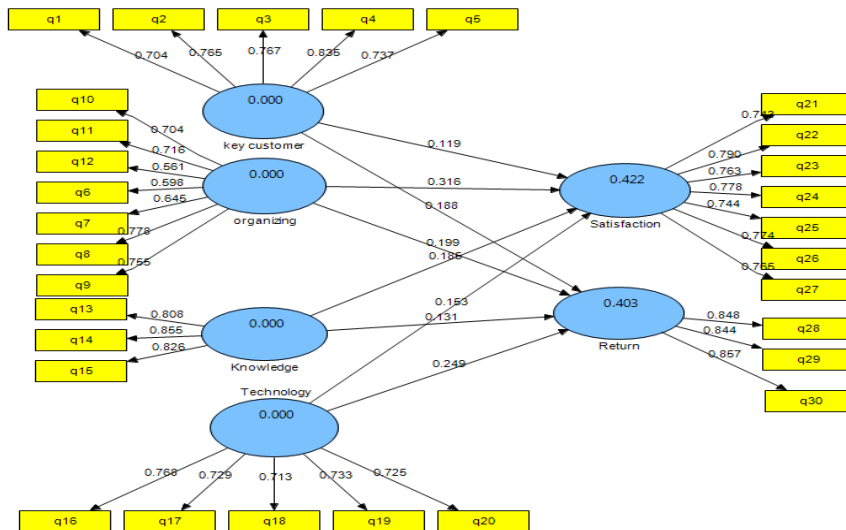 q1
q2
q3
q4
q5
0.704
0.765
0.767
0.835
0.737
0.000
key customer
q10
q11
q12
q6
q7
q8
q9
0.704
0.716
0.561
0.598
0.645
0.778
0.755
0.000
organizing
q13
q14
q15
0.808
0.855
0.826
0.000
Knowledge
Technology
0.000
0.768
0.729
0.713
0.733
0.725
q16
q17
q18
q19
q20
0.119
0.316
0.188
0.199
0.153
0.131
0.249
0.422
Satisfaction
0.403
Return
0.790
0.763
0.778
0.744
0.774
0.765
q21
q22
q23
q24
q25
q26
q27
0.848
0.844
0.857
q28
q29
q30